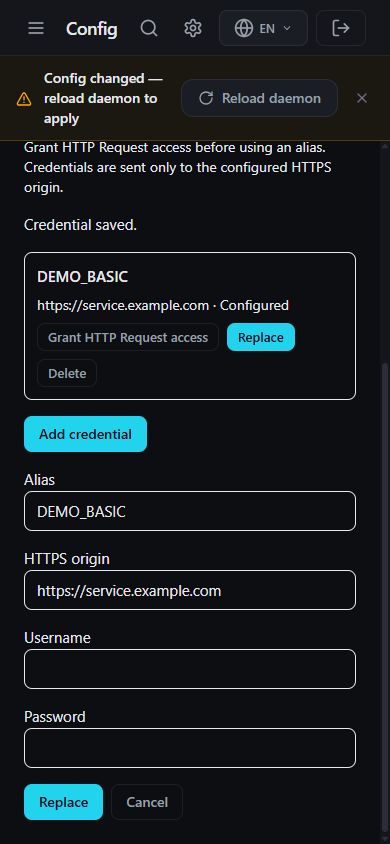 Config
EN
Config changed —
reload daemon to
apply
Reload daemon
Grant HTTP Request access before using an alias.
Credentials are sent only to the configured HTTPS
origin.
Credential saved.
DEMO_BASIC
https://service.example.com · Configured
Grant HTTP Request access
Replace
Delete
Add credential
Alias
DEMO_BASIC
HTTPS origin
https://service.example.com
Username
Password
Replace
Cancel